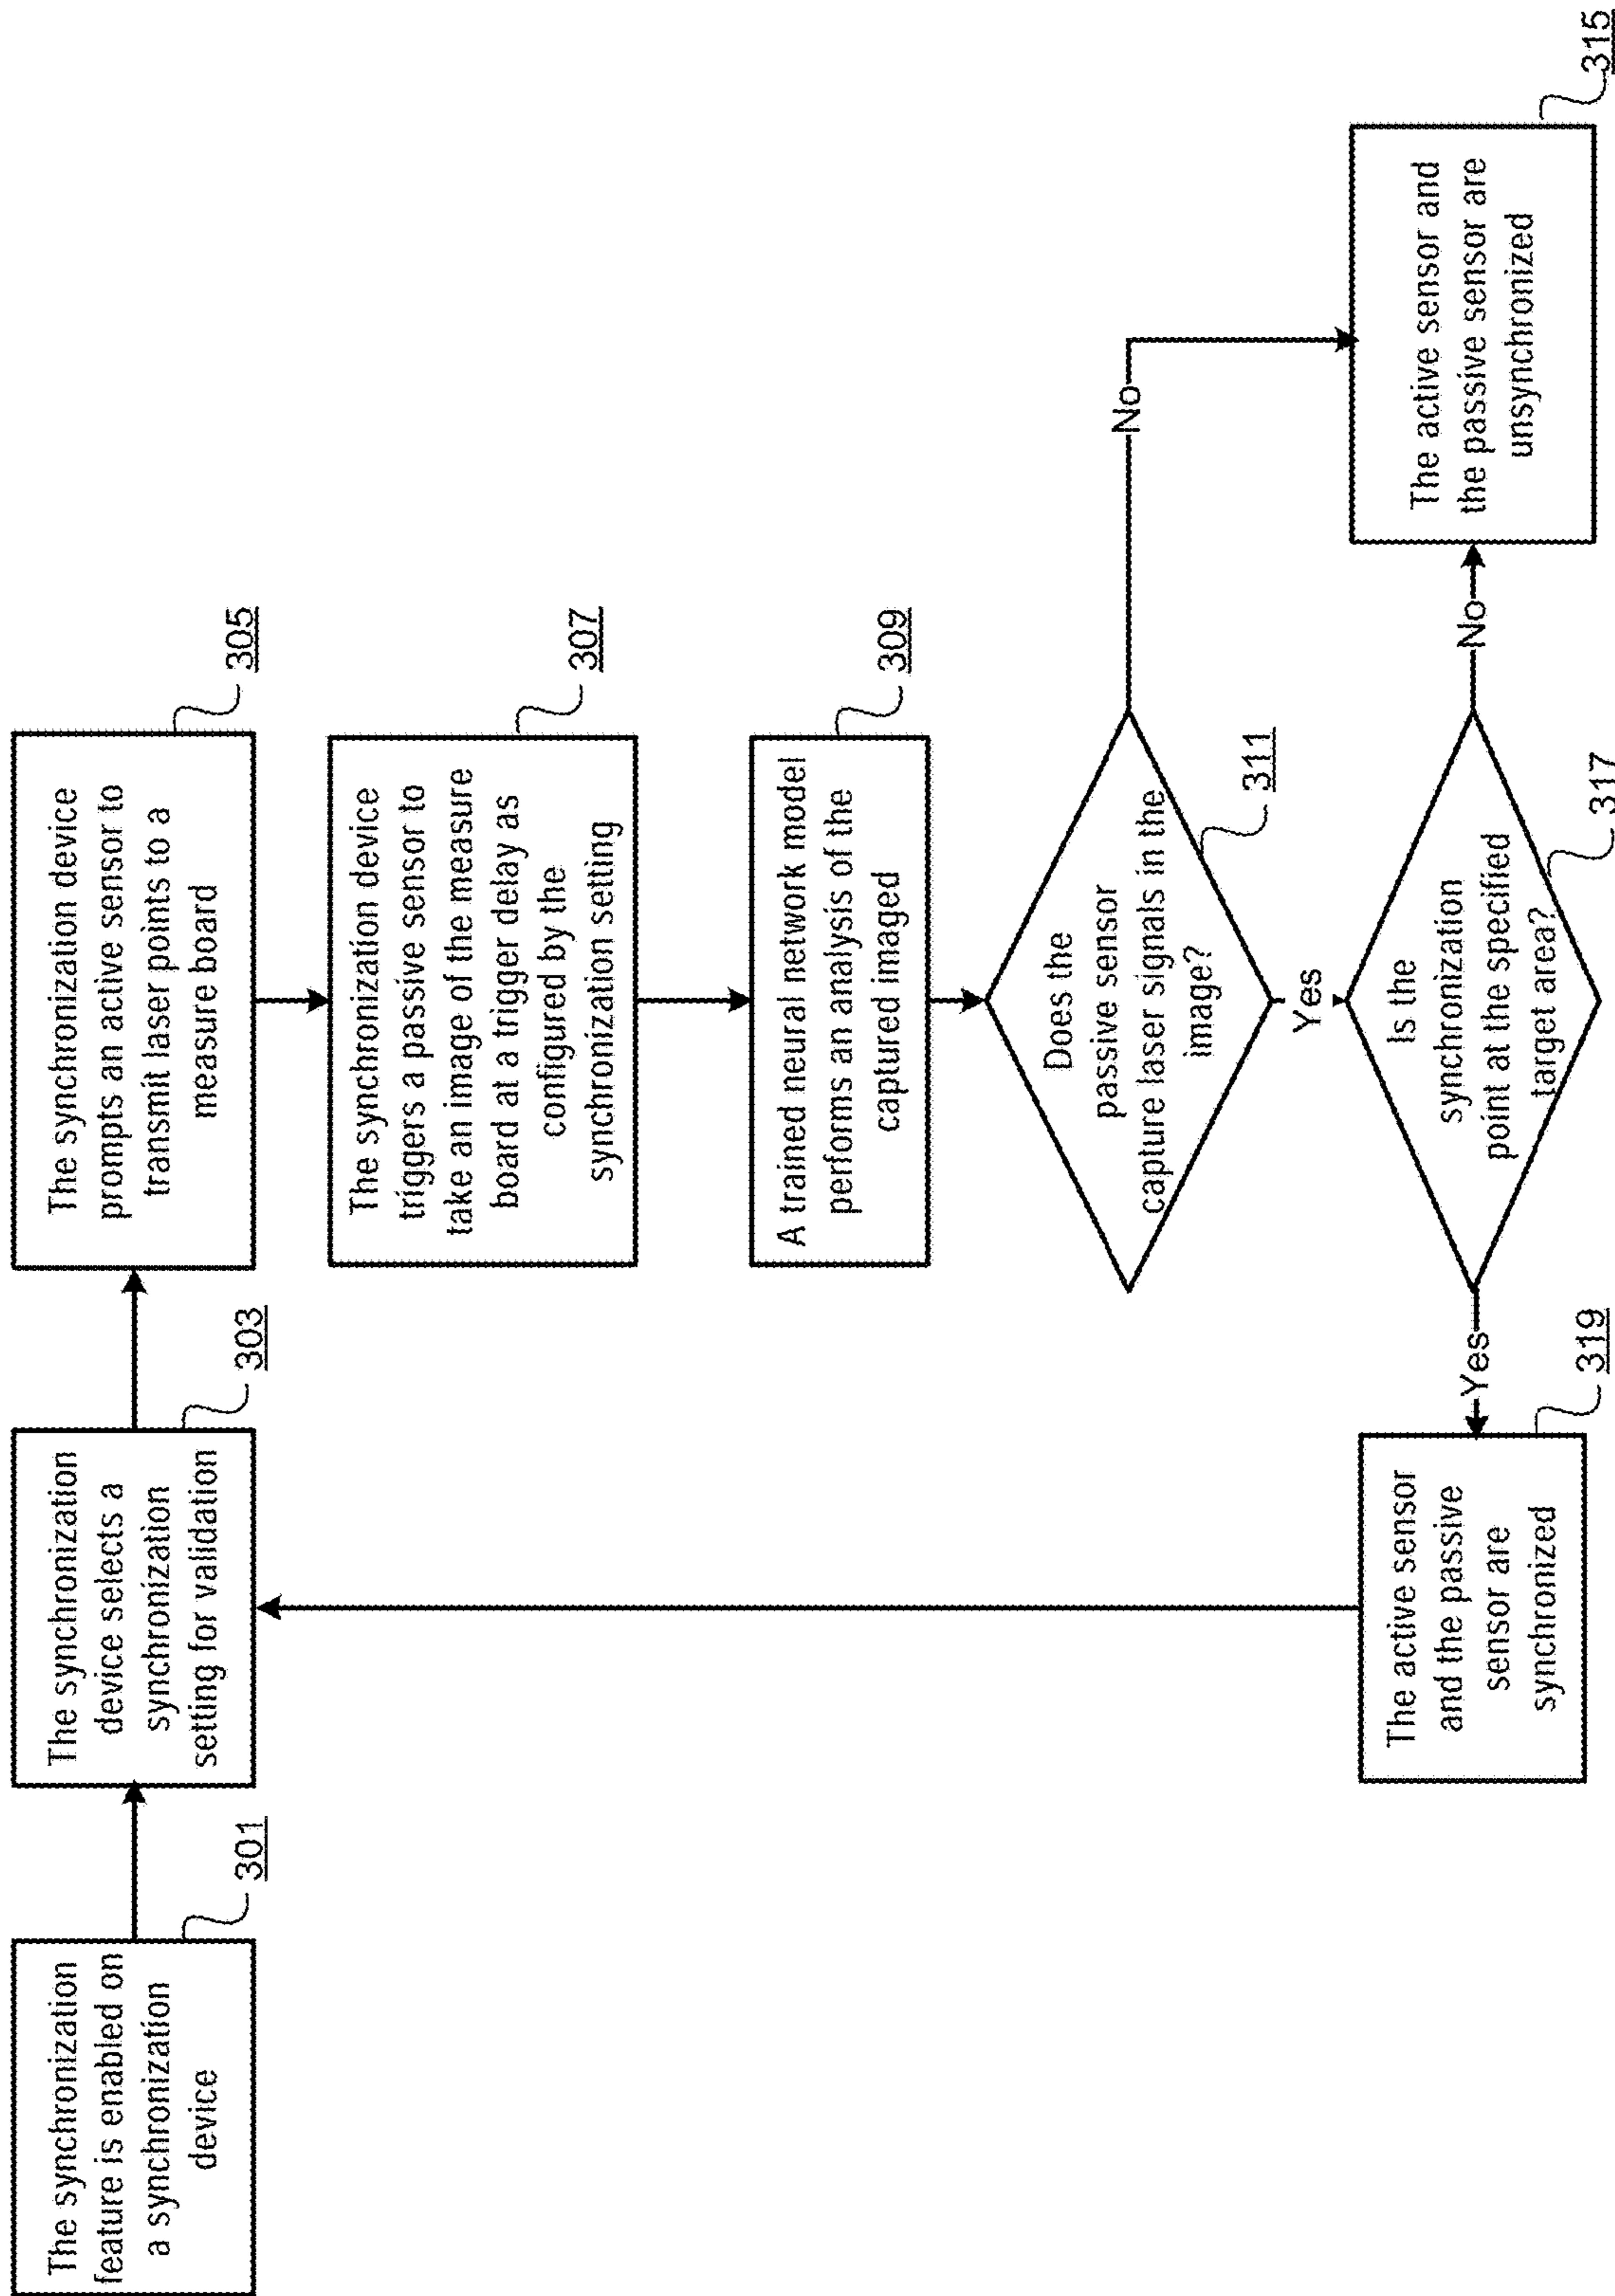 The synchronization
feature is enabled on
a synchronization
device
301
The synchronization
device selects a
synchronization
setting for validation
303
The synchronization device
prompts an active sensor to
transmit laser points to a
measure board
305
The synchronization device
triggers a passive sensor to
take an image of the measure
board at a trigger delay as
configured by the
synchronization setting
307
A trained neural network model
performs an analysis of the
captured imaged
309
Does the
passive sensor
capture laser signals in the
image?
311
No
Yes
Is the
synchronization
point at the specified
target area?
317
No
The active sensor and
the passive sensor are
unsynchronized
315
Yes
The active sensor
and the passive
sensor are
synchronized
319